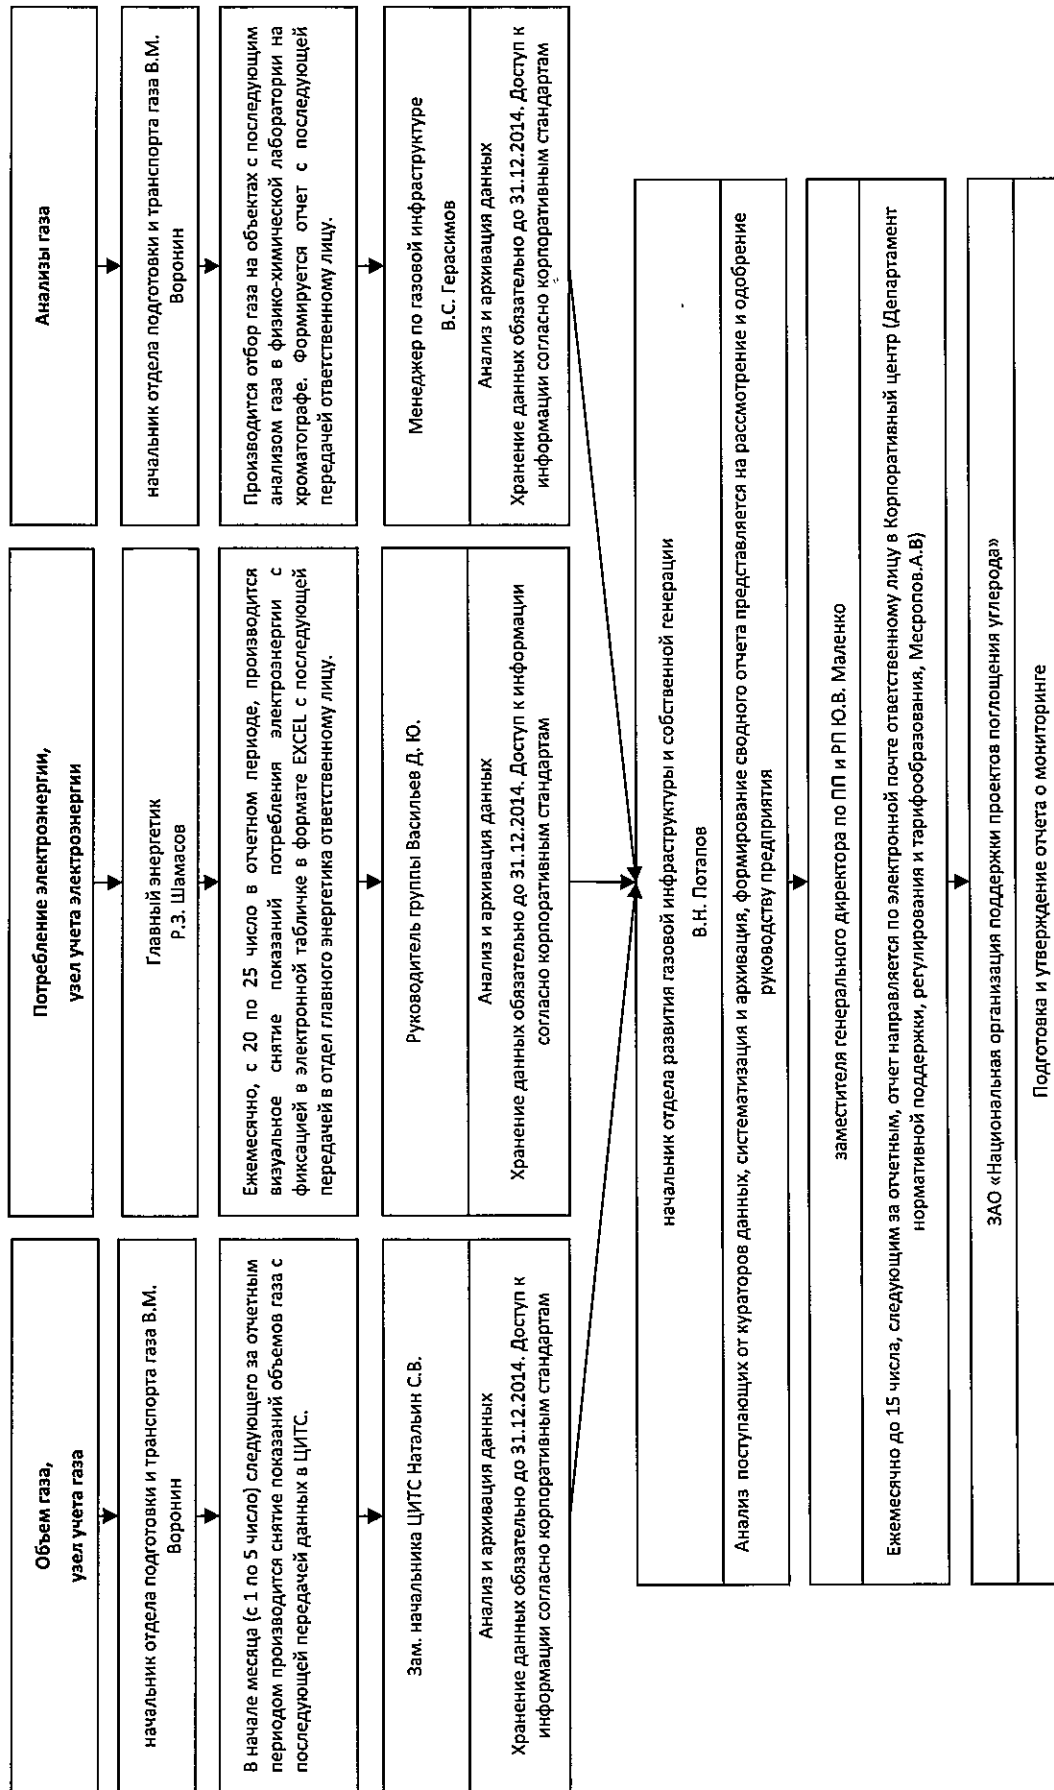 Объем газа,
узел учета газа
начальник отдела подготовки и транспорта газа В.М.
Воронин
В начале месяца (с 1 по 5 число) следующего за отчетным
периодом производится снятие показаний объемов газа с
последующей передачей данных в ЦИТС.
Зам. начальника ЦИТС Натальин С.В.
Анализ и архивация данных
Хранение данных обязательно до 31.12.2014. Доступ к
информации согласно корпоративным стандартам
Потребление электроэнергии,
узел учета электроэнергии
Главный энергетик
Р.З. Шамасов
Ежемесячно, с 20 по 25 число в отчетном периоде, производится
визуальное снятие показаний потребления электроэнергии с
фиксацией в электронной табличке в формате EXCEL с последующей
передачей в отдел главного энергетика ответственному лицу.
Руководитель группы Васильев Д. Ю.
Анализ и архивация данных
Хранение данных обязательно до 31.12.2014. Доступ к информации
согласно корпоративным стандартам
Анализы газа
начальник отдела подготовки и транспорта газа В.М.
Воронин
Производится отбор газа на объектах с последующим
анализом газа в физико-химической лаборатории на
хроматографе. Формируется отчет с последующей
передачей ответственному лицу.
Менеджер по газовой инфраструктуре
В.С. Герасимов
Анализ и архивация данных
Хранение данных обязательно до 31.12.2014. Доступ к
информации согласно корпоративным стандартам
начальник отдела развития газовой инфраструктуры и собственной генерации
В.Н. Потапов
Анализ поступающих от кураторов данных, систематизация и архивация, формирование сводного отчета представляется на рассмотрение и одобрение
руководству предприятия
заместителя генерального директора по ПП и РП Ю.В. Маленко
Ежемесячно до 15 числа, следующим за отчетным, отчет направляется по электронной почте ответственному лицу в Корпоративный центр (Департамент
нормативной поддержки, регулирования и тарифообразования, Месропов.А.В)
ЗАО «Национальная организация поддержки проектов поглощения углерода»
Подготовка и утверждение отчета о мониторинге